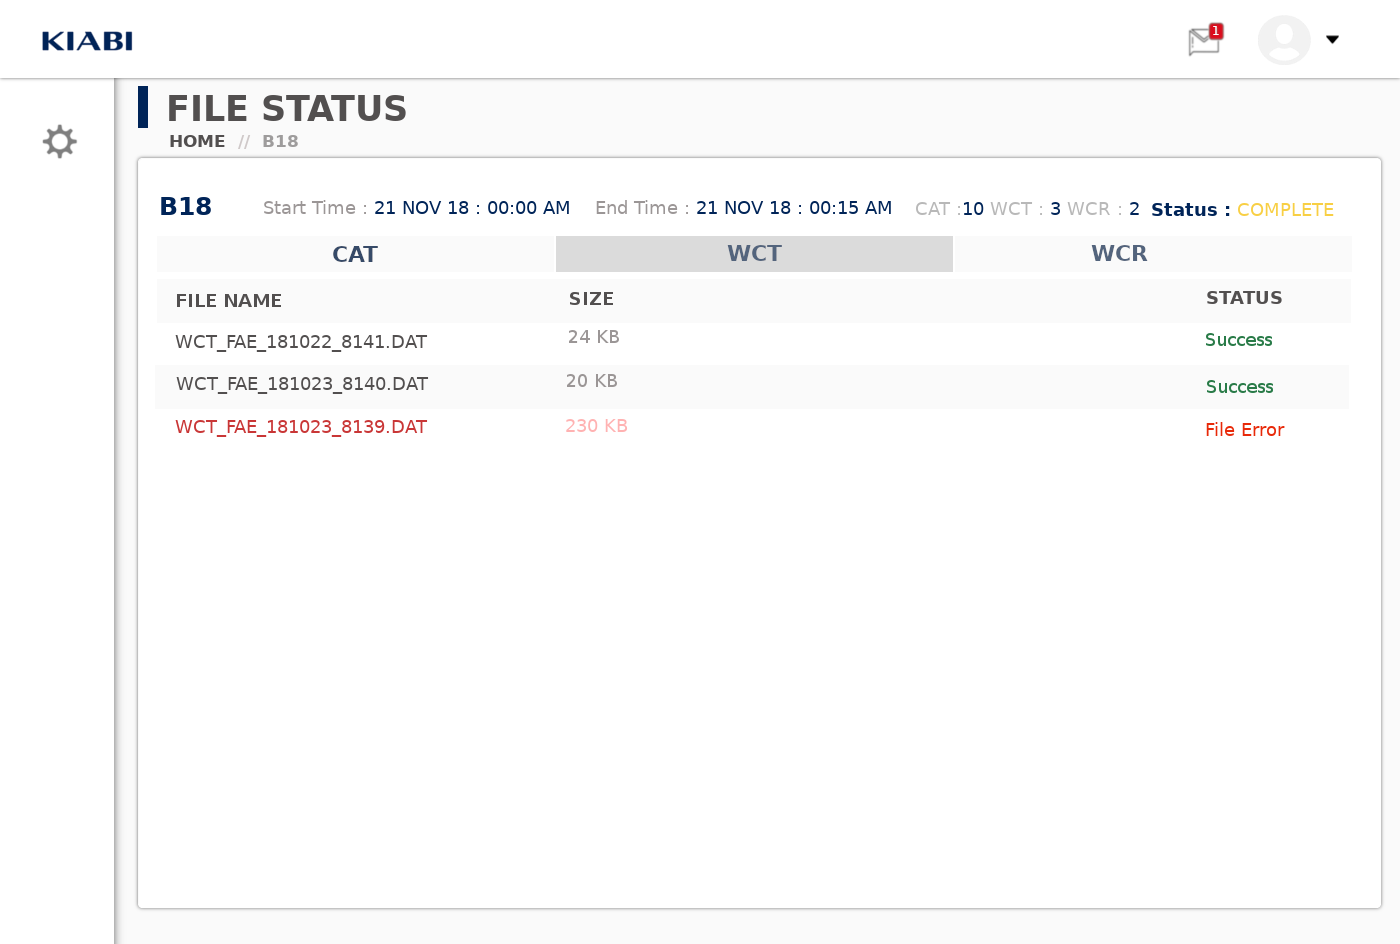 KIABI
1
FILE STATUS
HOME // B18
B18 Start Time : 21 NOV 18 : 00:00 AM End Time : 21 NOV 18 : 00:15 AM CAT :10 WCT : 3 WCR : 2 Status : COMPLETE
CAT WCT WCR
FILE NAME SIZE STATUS
WCT_FAE_181022_8141.DAT 24 KB Success
WCT_FAE_181023_8140.DAT 20 KB Success
WCT_FAE_181023_8139.DAT 230 KB File Error